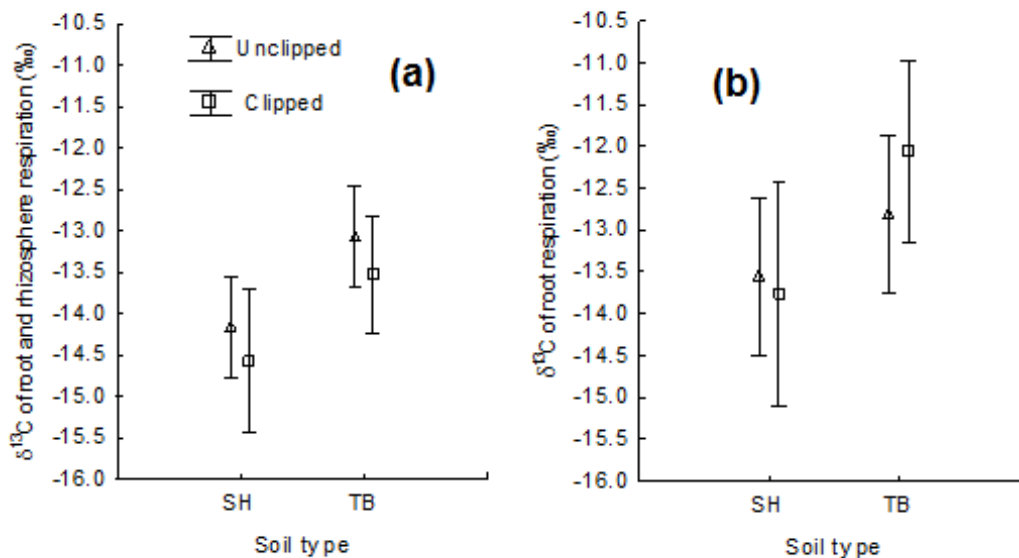 δ13C of root and rhizosphere respiration (‰)
-10.5
-11.0
-11.5
-12.0
-12.5
-13.0
-13.5
-14.0
-14.5
-15.0
-15.5
-16.0
Unclipped
Clipped
(a)
SH TB
Soil type
δ13C of root respiration (‰)
-10.5
-11.0
-11.5
-12.0
-12.5
-13.0
-13.5
-14.0
-14.5
-15.0
-15.5
-16.0
(b)
SH TB
Soil type